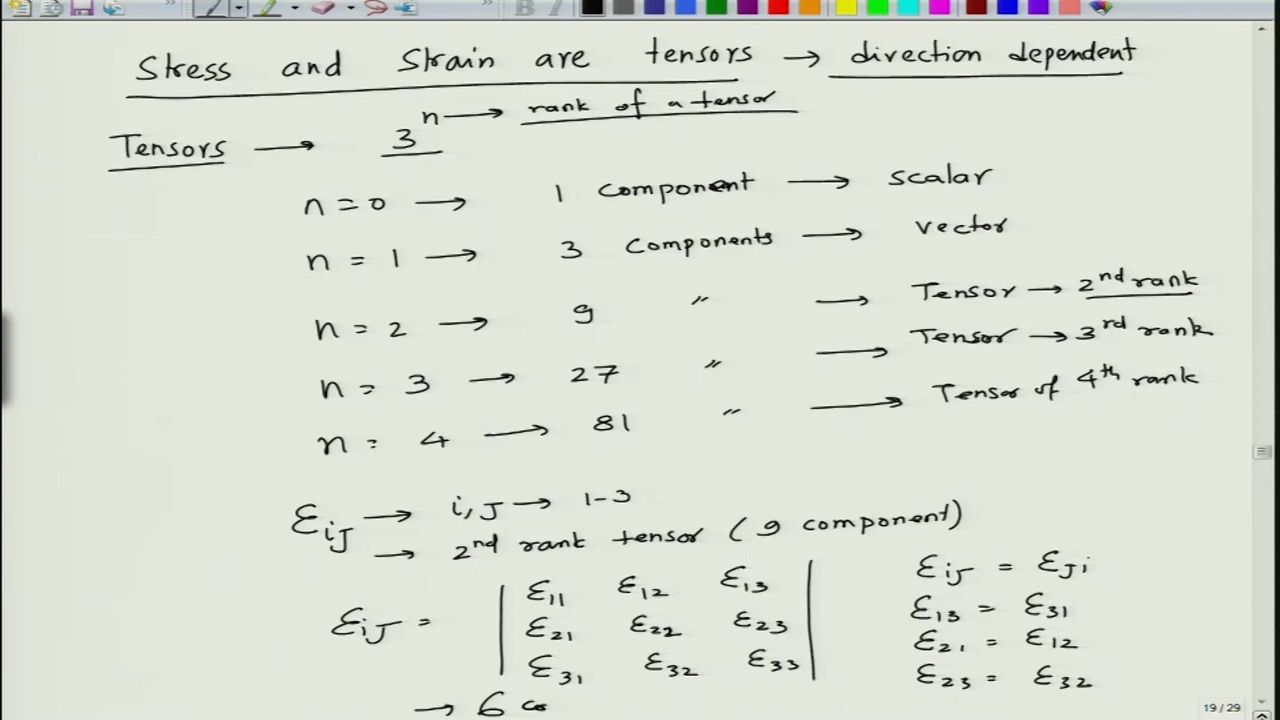 Stress and Strain are tensors → direction dependent
Tensors → 3^n → rank of a tensor
n = 0 → 1 component → scalar
n = 1 → 3 components → vector
n = 2 → 9 〃 → Tensor → 2nd rank
n = 3 → 27 〃 → Tensor → 3rd rank
n = 4 → 81 〃 → Tensor of 4th rank
εiJ → i,J → 1-3
→ 2nd rank tensor (9 component)
εiJ = | ε11 ε12 ε13 | εiJ = εJi
ε21 ε22 ε23 ε13 = ε31
ε31 ε32 ε33 ε21 = ε12
ε23 = ε32
→ 6 co
19 / 29